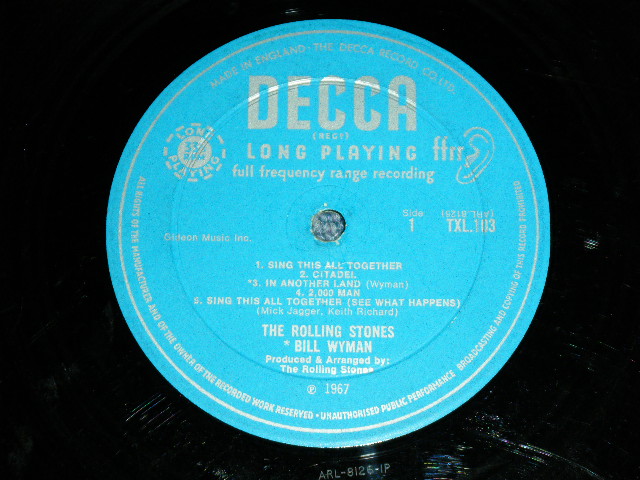 MADE IN ENGLAND · THE DECCA RECORD CO. LTD.
DECCA
(REGD)
LONG PLAYING
ffrr
full frequency range recording
LONG
PLAYING
Gideon Music Inc.
Side
1
(ARL-8126)
TXL.103
1. SING THIS ALL TOGETHER
2. CITADEL
*3. IN ANOTHER LAND (Wyman)
4. 2,000 MAN
5. SING THIS ALL TOGETHER (SEE WHAT HAPPENS)
(Mick Jagger, Keith Richard)
THE ROLLING STONES
* BILL WYMAN
Produced & Arranged by:
The Rolling Stones
℗ 1967
ALL RIGHTS OF THE MANUFACTURER AND OF THE OWNER OF THE RECORDED WORK RESERVED · UNAUTHORISED PUBLIC PERFORMANCE BROADCASTING AND COPYING OF THIS RECORD PROHIBITED
ARL-8126-1P